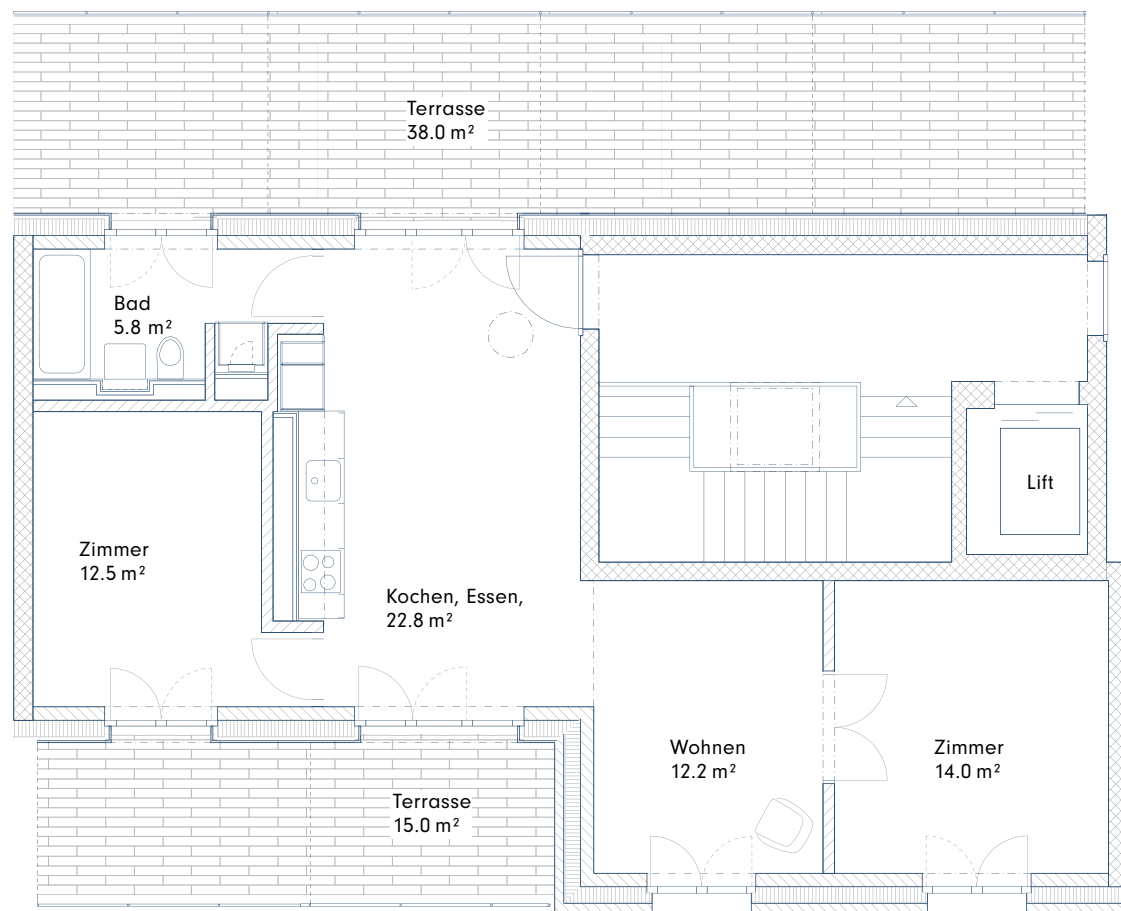 Terrasse
38.0 m²
Bad
5.8 m²
Lift
Zimmer
12.5 m²
Kochen, Essen,
22.8 m²
Wohnen
12.2 m²
Zimmer
14.0 m²
Terrasse
15.0 m²